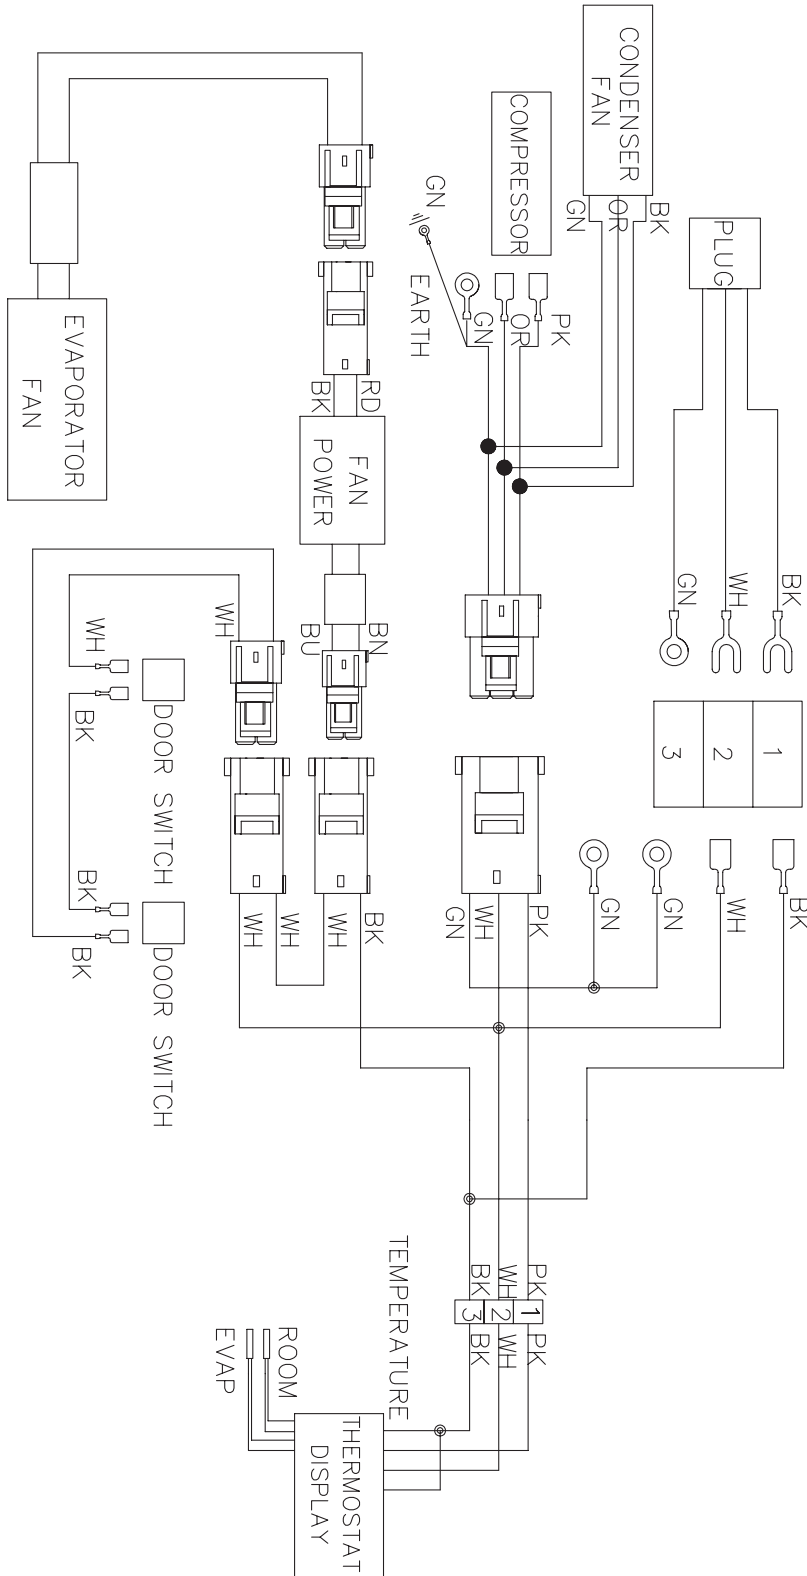 CONDENSER
FAN
BK
OR
GN
PLUG
COMPRESSOR
PK
OR
GN
GN
EARTH
EVAPORATOR
FAN
RD
BK
FAN
POWER
BN
BU
WH
WH
BK
DOOR SWITCH
BK
BK
DOOR SWITCH
BK
WH
GN
1
2
3
BK
WH
GN
GN
PK
WH
GN
BK
WH
WH
WH
PK
WH
BK
1
2
3
PK
WH
BK
TEMPERATURE
ROOM
EVAP
THERMOSTAT
DISPLAY